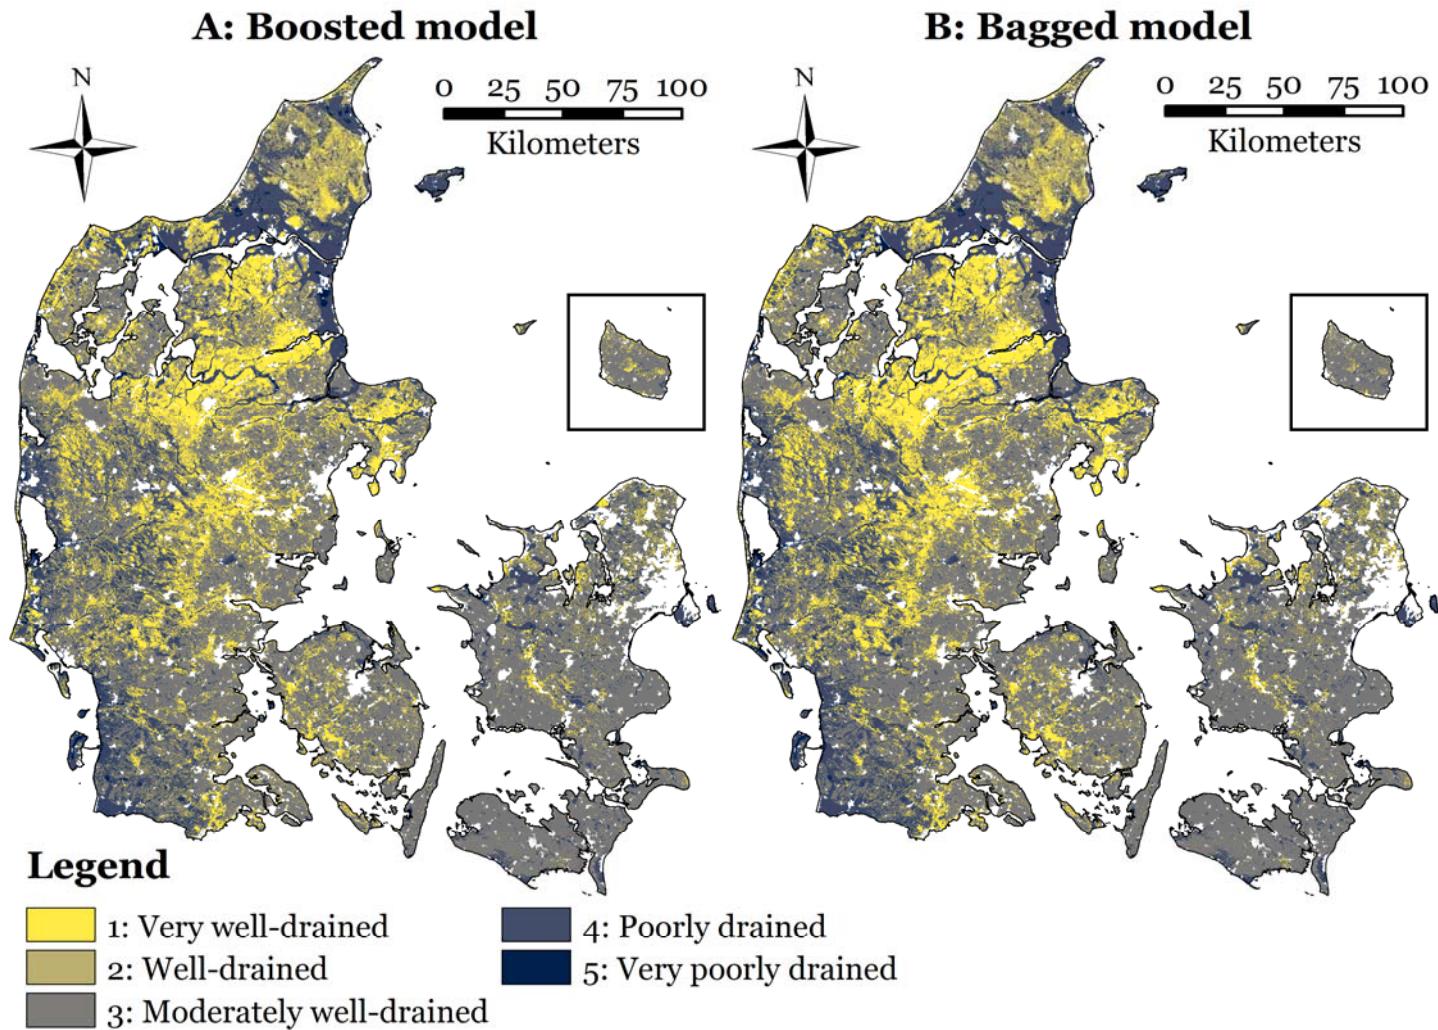 A: Boosted model
B: Bagged model
N
0 25 50 75 100
Kilometers
N
0 25 50 75 100
Kilometers
Legend
1: Very well-drained
2: Well-drained
3: Moderately well-drained
4: Poorly drained
5: Very poorly drained